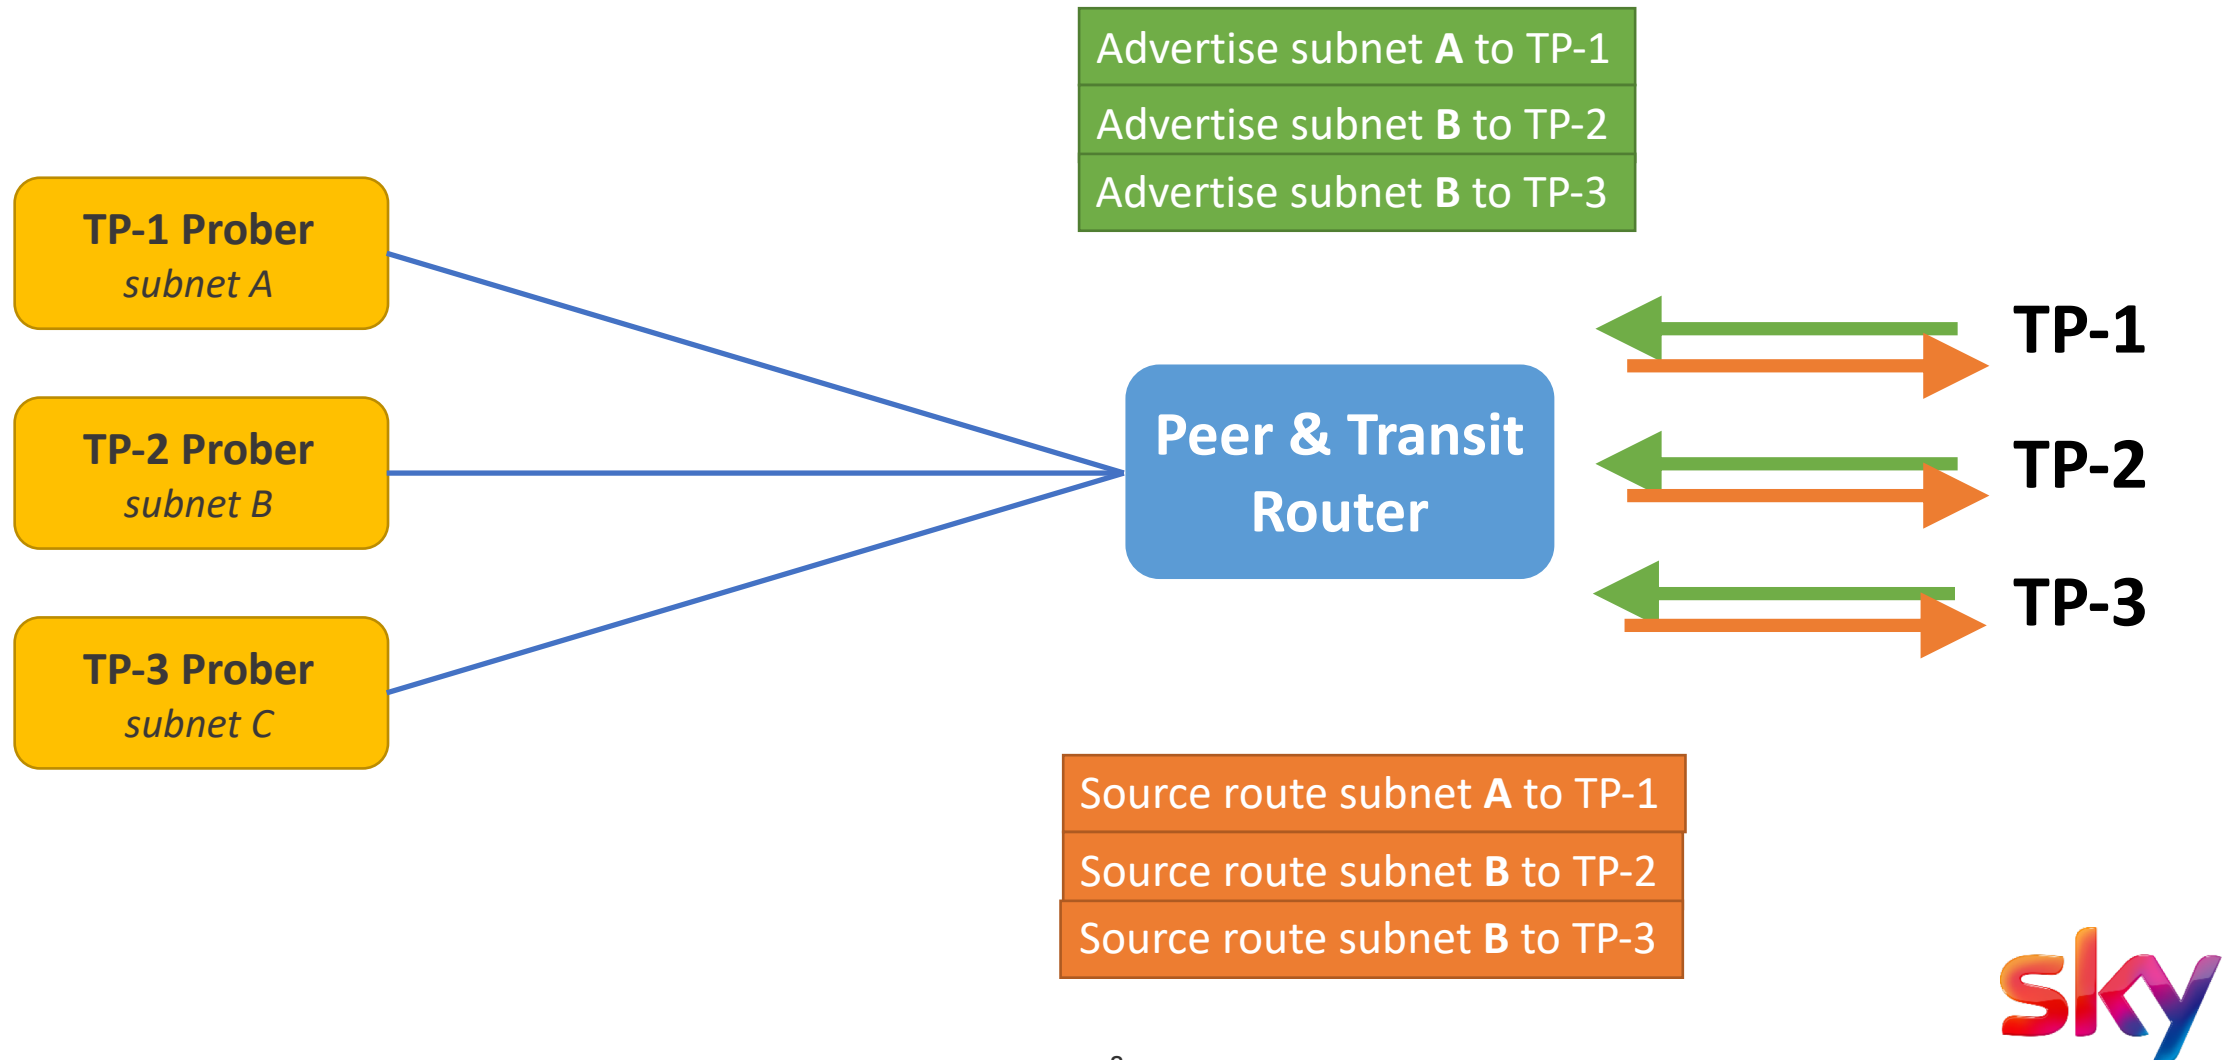 Advertise subnet A to TP-1
Advertise subnet B to TP-2
Advertise subnet B to TP-3
TP-1 Prober
subnet A
TP-2 Prober
subnet B
TP-3 Prober
subnet C
Peer & Transit
Router
TP-1
TP-2
TP-3
Source route subnet A to TP-1
Source route subnet B to TP-2
Source route subnet B to TP-3
sky